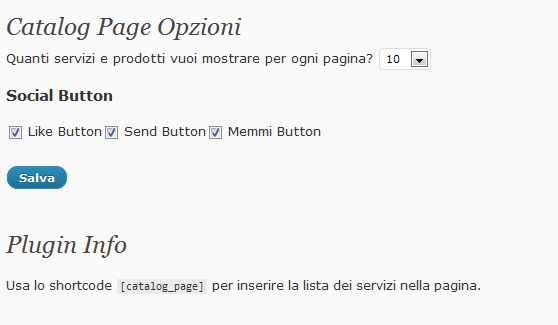 Catalog Page Opzioni
Quanti servizi e prodotti vuoi mostrare per ogni pagina? 10
Social Button
Like Button Send Button Memmi Button
Salva
Plugin Info
Usa lo shortcode [catalog_page] per inserire la lista dei servizi nella pagina.